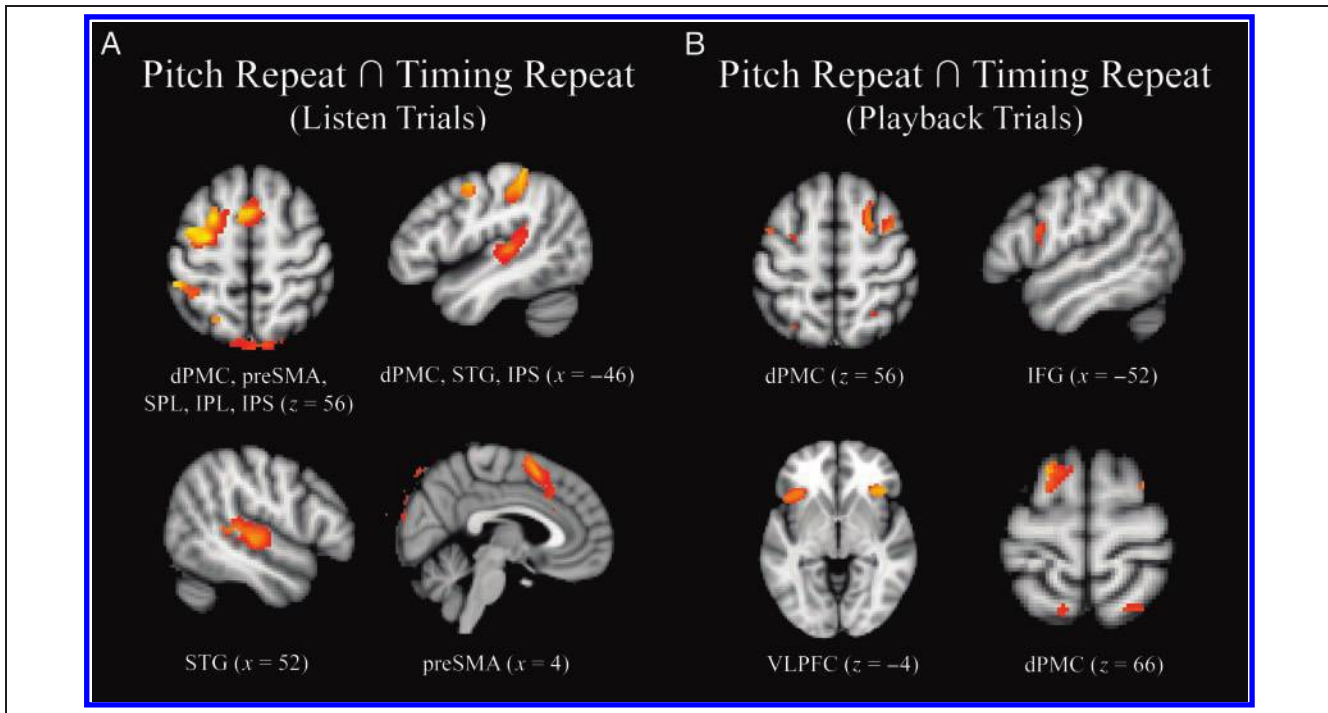 A
Pitch Repeat ∩ Timing Repeat
(Listen Trials)
dPMC, preSMA,
SPL, IPL, IPS (z = 56)
dPMC, STG, IPS (x = –46)
STG (x = 52)
preSMA (x = 4)
B
Pitch Repeat ∩ Timing Repeat
(Playback Trials)
dPMC (z = 56)
IFG (x = –52)
VLPFC (z = –4)
dPMC (z = 66)